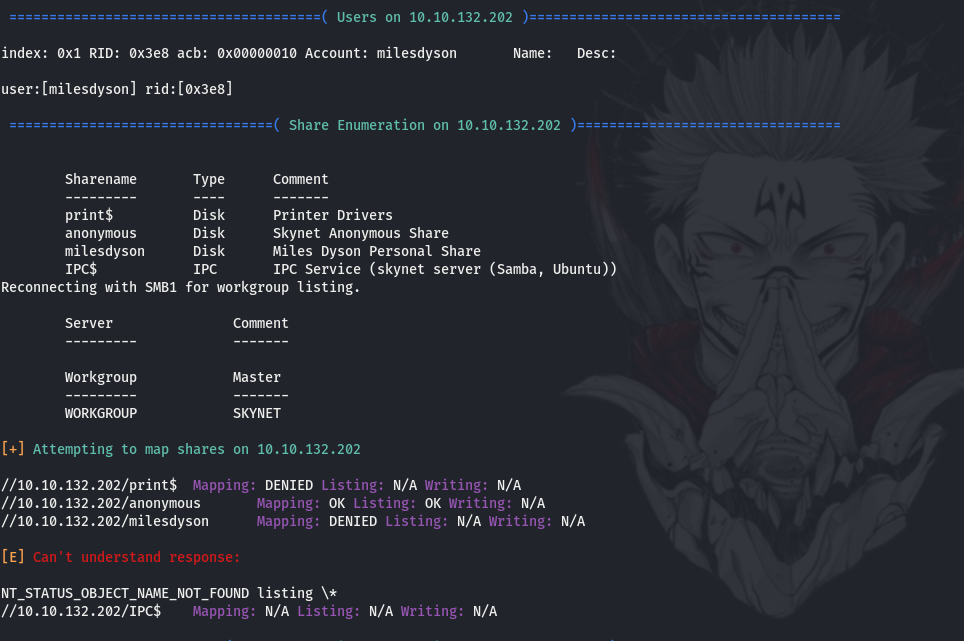 =======================================( Users on 10.10.132.202 )=======================================
index: 0x1 RID: 0x3e8 acb: 0x00000010 Account: milesdyson       Name:   Desc:
user:[milesdyson] rid:[0x3e8]
=================================( Share Enumeration on 10.10.132.202 )=================================
Sharename       Type      Comment
---------       ----      -------
print$          Disk      Printer Drivers
anonymous       Disk      Skynet Anonymous Share
milesdyson      Disk      Miles Dyson Personal Share
IPC$            IPC       IPC Service (skynet server (Samba, Ubuntu))
Reconnecting with SMB1 for workgroup listing.
Server               Comment
---------            -------
Workgroup            Master
---------            -------
WORKGROUP            SKYNET
[+] Attempting to map shares on 10.10.132.202
//10.10.132.202/print$  Mapping: DENIED Listing: N/A Writing: N/A
//10.10.132.202/anonymous       Mapping: OK Listing: OK Writing: N/A
//10.10.132.202/milesdyson      Mapping: DENIED Listing: N/A Writing: N/A
[E] Can't understand response:
NT_STATUS_OBJECT_NAME_NOT_FOUND listing \*
//10.10.132.202/IPC$    Mapping: N/A Listing: N/A Writing: N/A